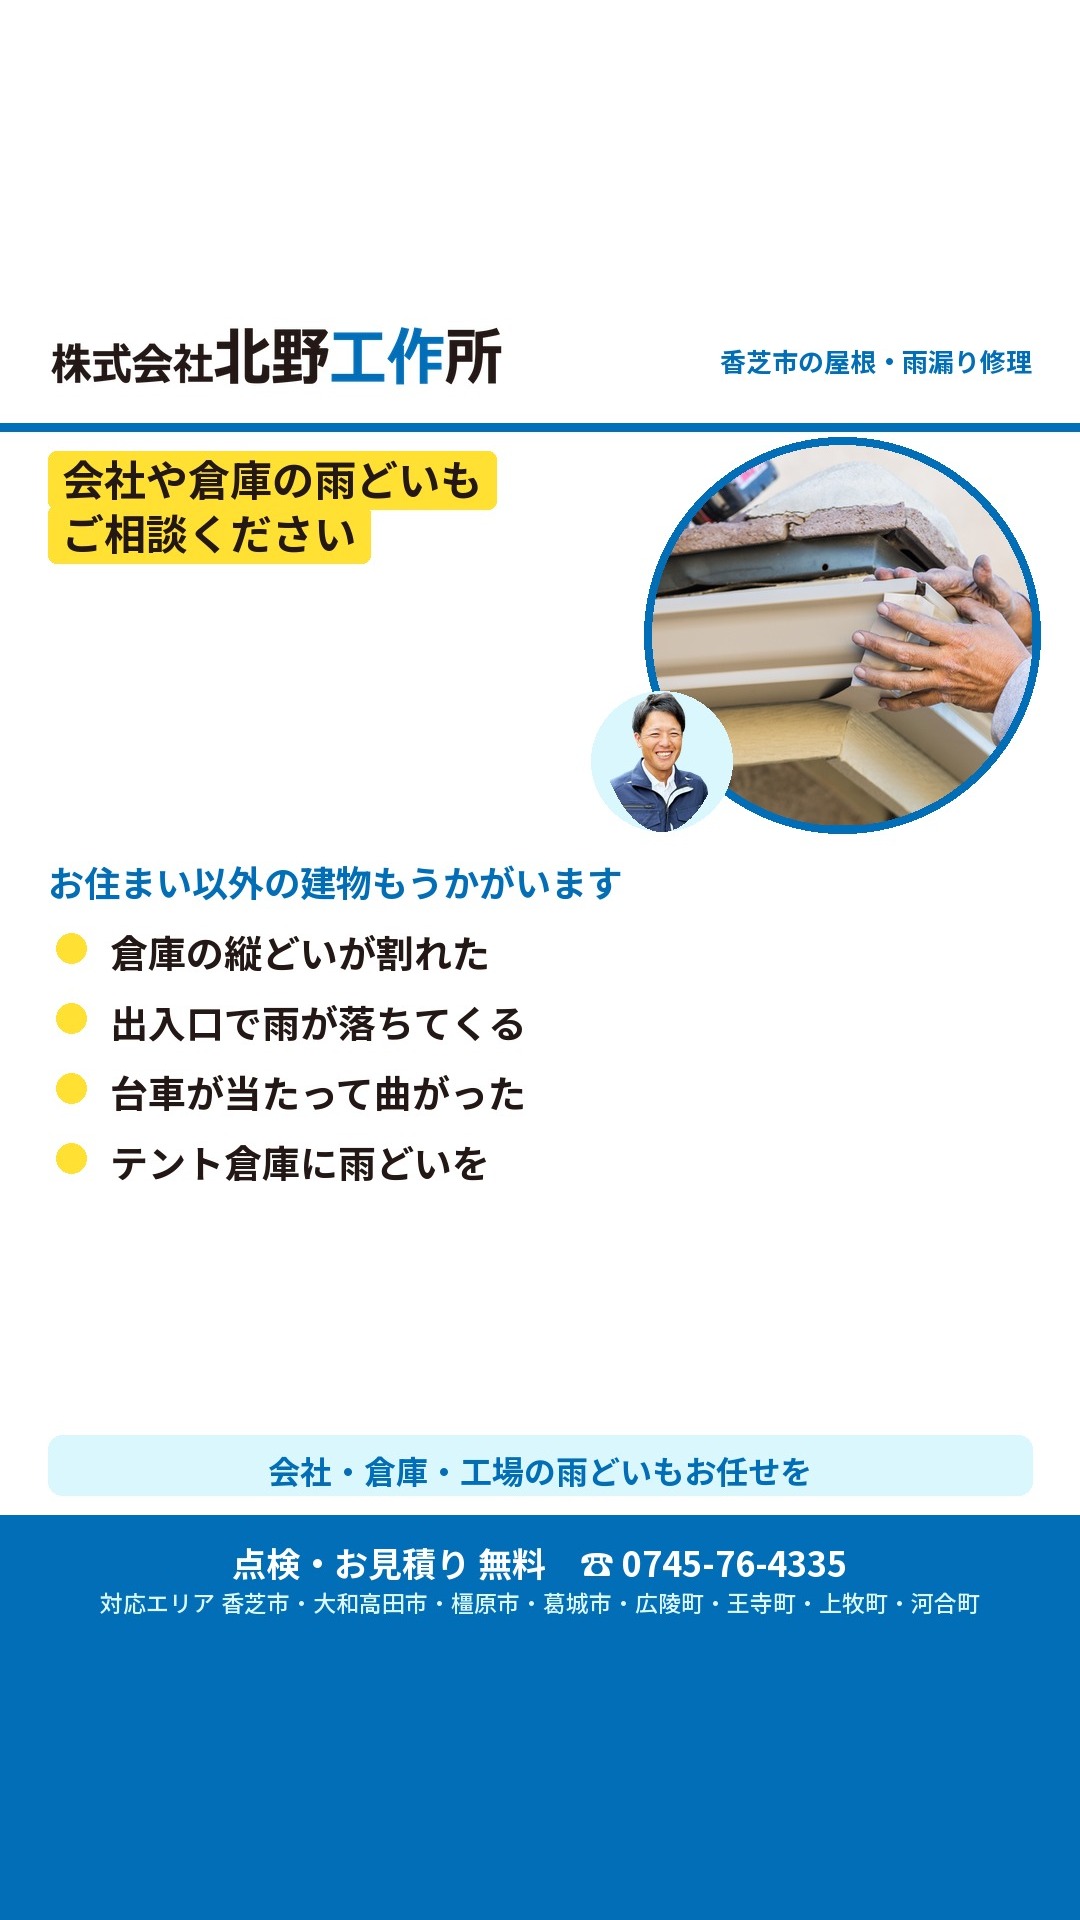 株式会社北野工作所
香芝市の屋根・雨漏り修理
会社や倉庫の雨どいも
ご相談ください
お住まい以外の建物もうかがいます
倉庫の縦どいが割れた
出入口で雨が落ちてくる
台車が当たって曲がった
テント倉庫に雨どいを
会社・倉庫・工場の雨どいもお任せを
点検・お見積り 無料　☎ 0745-76-4335
対応エリア 香芝市・大和高田市・橿原市・葛城市・広陵町・王寺町・上牧町・河合町